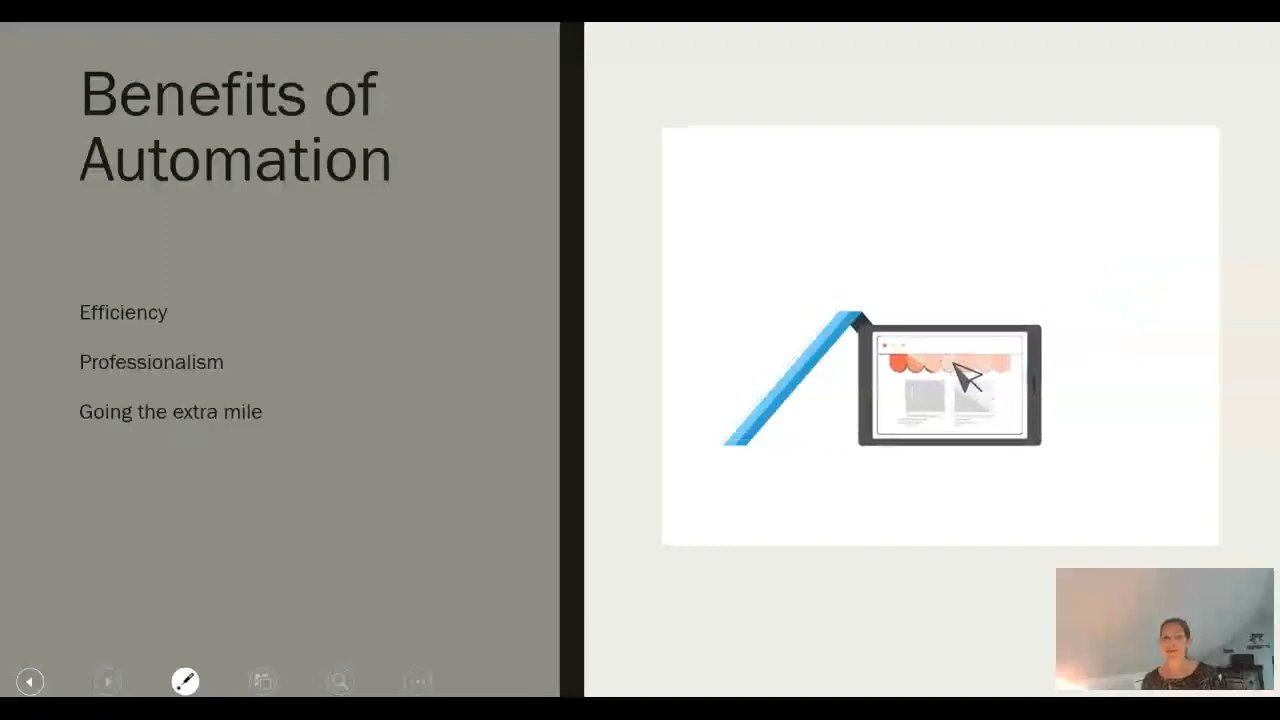 Benefits of
Automation
Efficiency
Professionalism
Going the extra mile